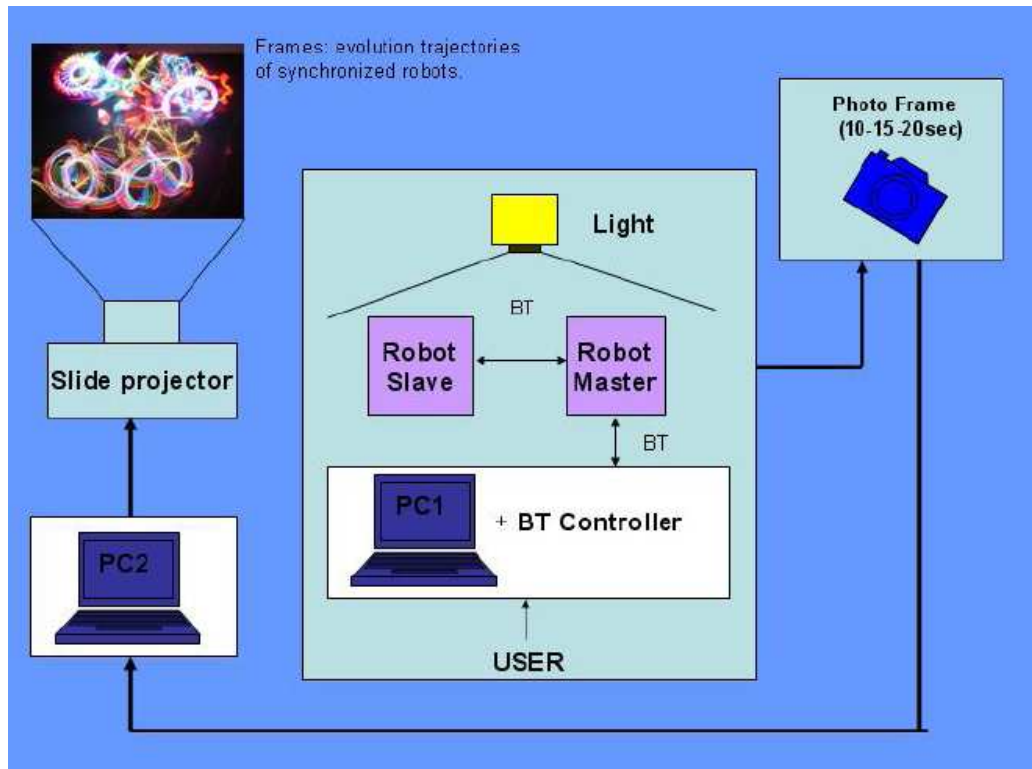 Frames: evolution trajectories
of synchronized robots.
Photo Frame
(10-15-20sec)
Light
BT
Robot
Slave
Robot
Master
BT
Slide projector
PC1
+ BT Controller
PC2
USER